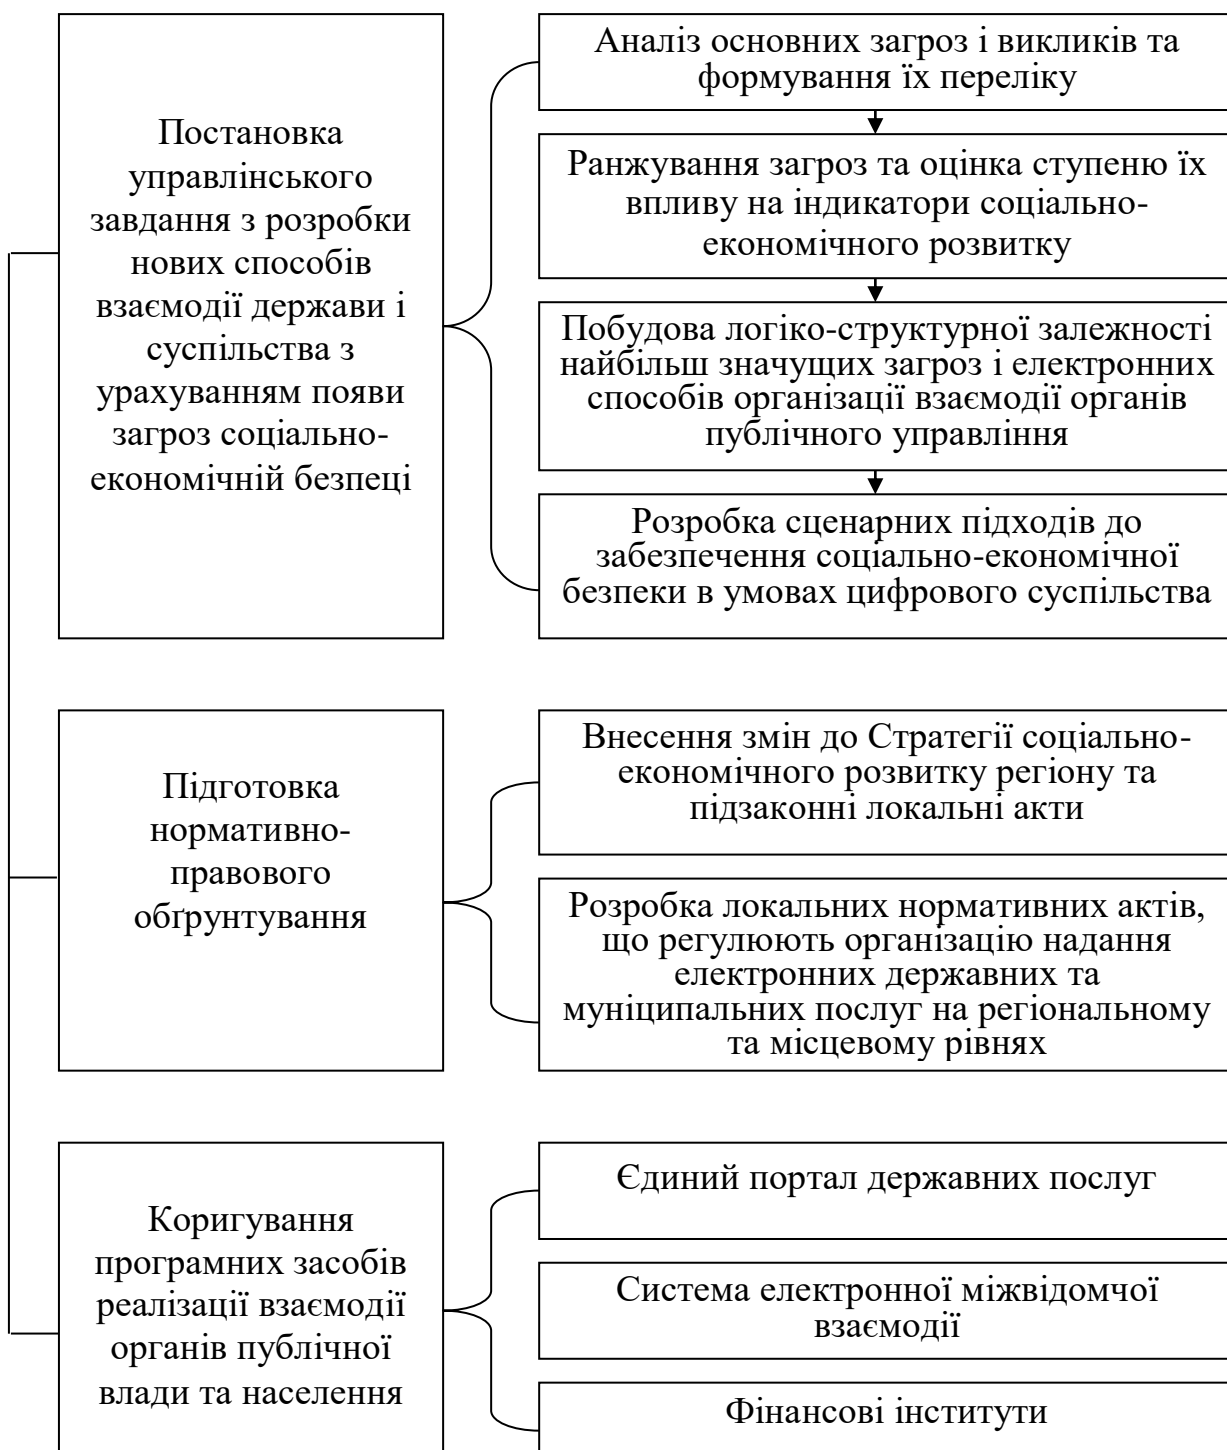 Постановка
управлінського
завдання з розробки
нових способів
взаємодії держави і
суспільства з
урахуванням появи
загроз соціально-
економічній безпеці
Аналіз основних загроз і викликів та
формування їх переліку
Ранжування загроз та оцінка ступеню їх
впливу на індикатори соціально-
економічного розвитку
Побудова логіко-структурної залежності
найбільш значущих загроз і електронних
способів організації взаємодії органів
публічного управління
Розробка сценарних підходів до
забезпечення соціально-економічної
безпеки в умовах цифрового суспільства
Підготовка
нормативно-
правового
обґрунтування
Внесення змін до Стратегії соціально-
економічного розвитку регіону та
підзаконні локальні акти
Розробка локальних нормативних актів,
що регулюють організацію надання
електронних державних та
муніципальних послуг на регіональному
та місцевому рівнях
Коригування
програмних засобів
реалізації взаємодії
органів публічної
влади та населення
Єдиний портал державних послуг
Система електронної міжвідомчої
взаємодії
Фінансові інститути